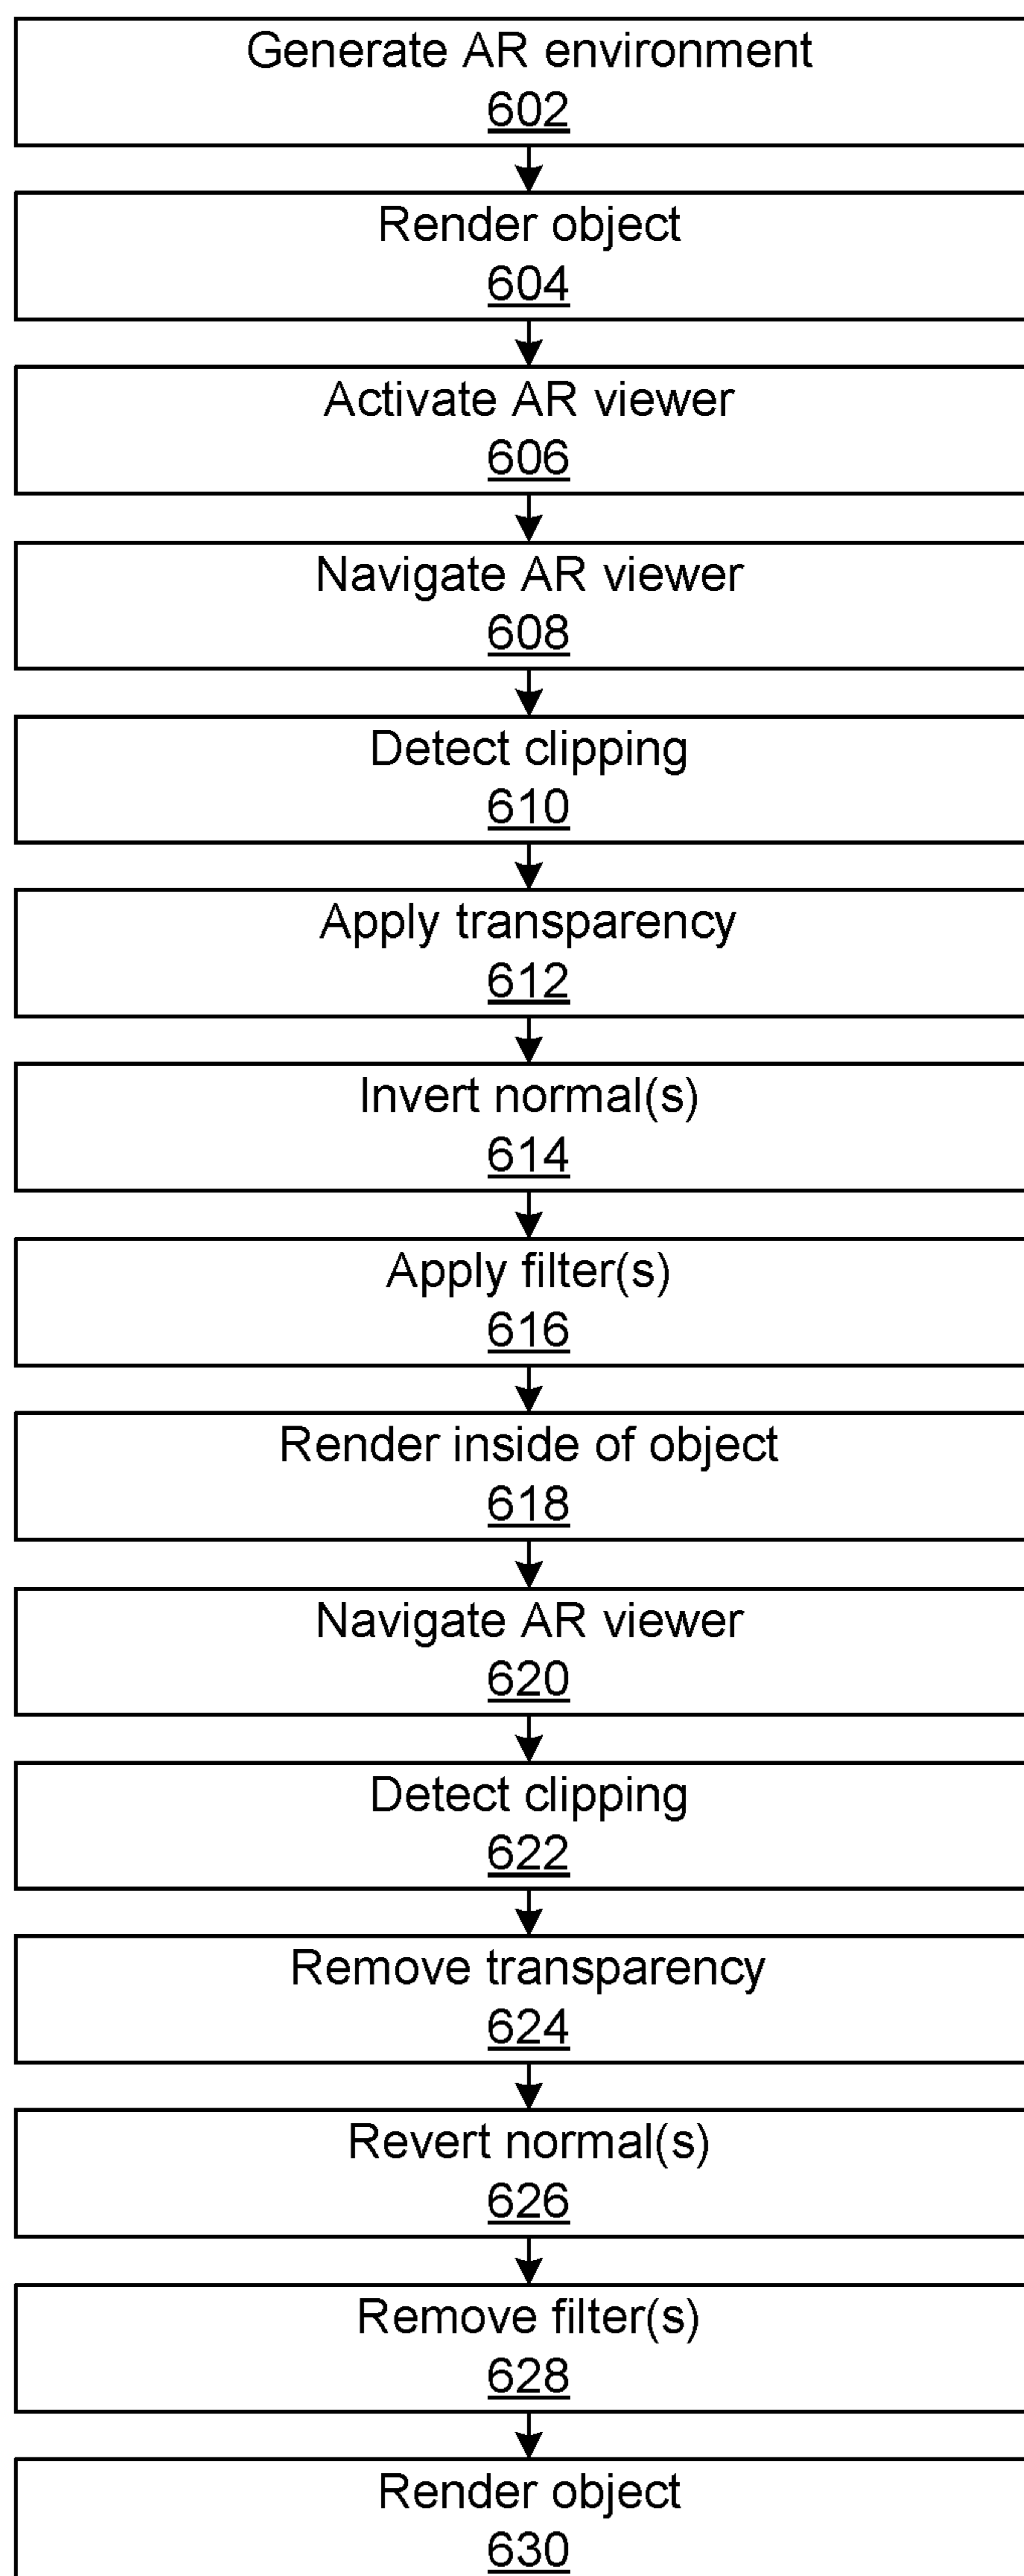 Generate AR environment
602
Render object
604
Activate AR viewer
606
Navigate AR viewer
608
Detect clipping
610
Apply transparency
612
Invert normal(s)
614
Apply filter(s)
616
Render inside of object
618
Navigate AR viewer
620
Detect clipping
622
Remove transparency
624
Revert normal(s)
626
Remove filter(s)
628
Render object
630